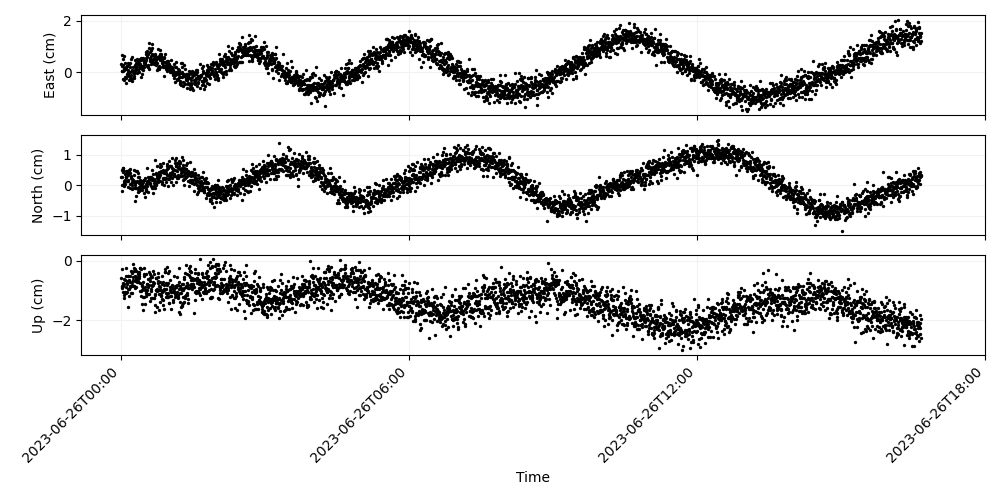 East (cm)
2
0
North (cm)
1
0
−1
Up (cm)
0
−2
2023-06-26T00:00
2023-06-26T06:00
2023-06-26T12:00
2023-06-26T18:00
Time